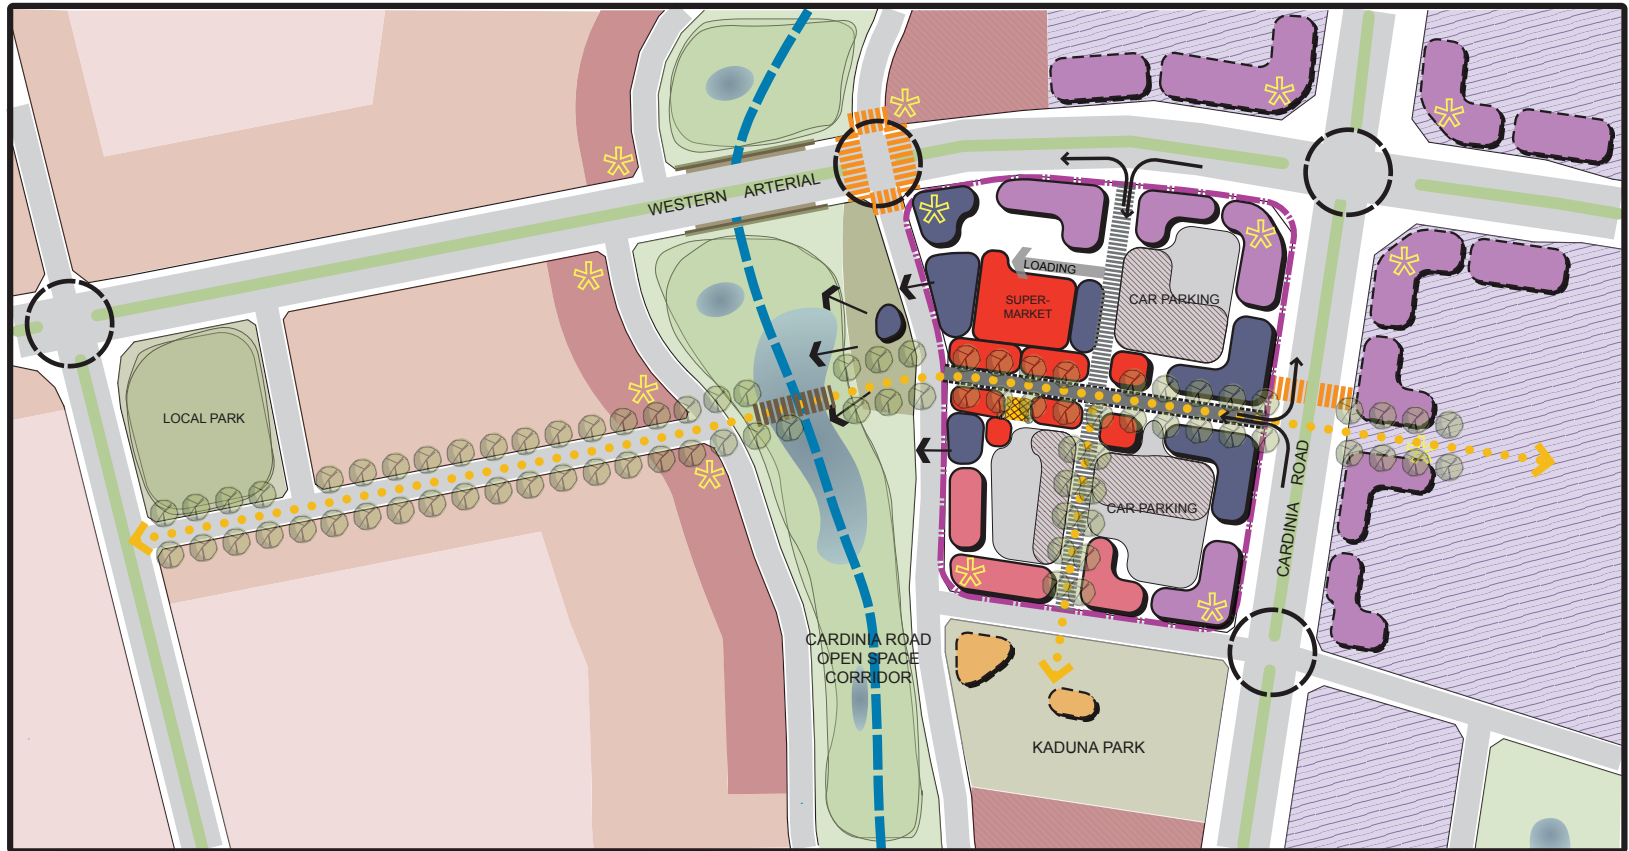 WESTERN ARTERIAL
LOADING
SUPER-
MARKET
CAR PARKING
LOCAL PARK
CAR PARKING
CARDINIA ROAD
CARDINIA ROAD
OPEN SPACE
CORRIDOR
KADUNA PARK